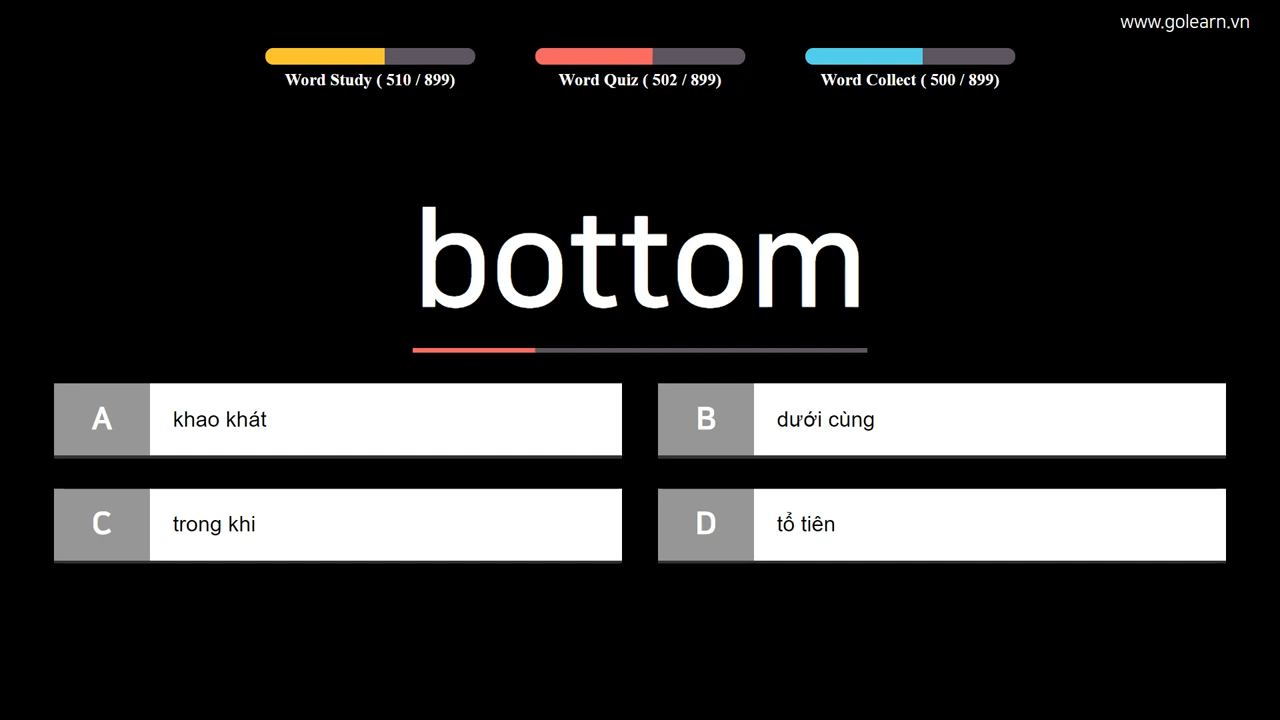 www.golearn.vn
Word Study ( 510 / 899)
Word Quiz ( 502 / 899)
Word Collect ( 500 / 899)
bottom
A khao khát
B dưới cùng
C trong khi
D tổ tiên